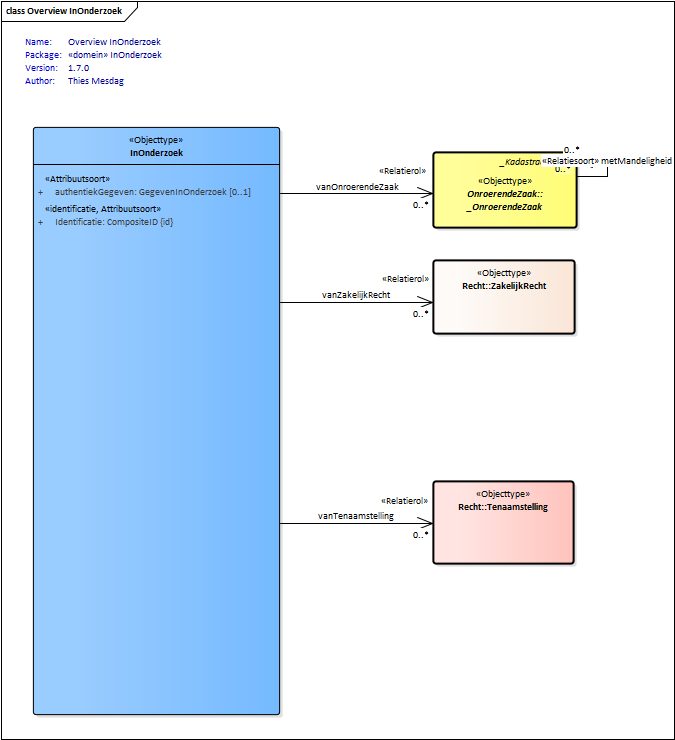 class Overview InOnderzoek
Name: Overview InOnderzoek
Package: «domein» InOnderzoek
Version: 1.7.0
Author: Thies Mesdag
«Objecttype»
InOnderzoek
«Attribuutsoort»
+ authentiekGegeven: GegevenInOnderzoek [0..1]
«identificatie, Attribuutsoort»
+ Identificatie: CompositeID {id}
«Relatierol»
vanOnroerendeZaak
0..*
0..*
_Kadastra
«Relatiesoort» metMandeligheid
0..*
«Objecttype»
OnroerendeZaak::
_OnroerendeZaak
«Relatierol»
vanZakelijkRecht
0..*
«Objecttype»
Recht::ZakelijkRecht
«Relatierol»
vanTenaamstelling
0..*
«Objecttype»
Recht::Tenaamstelling